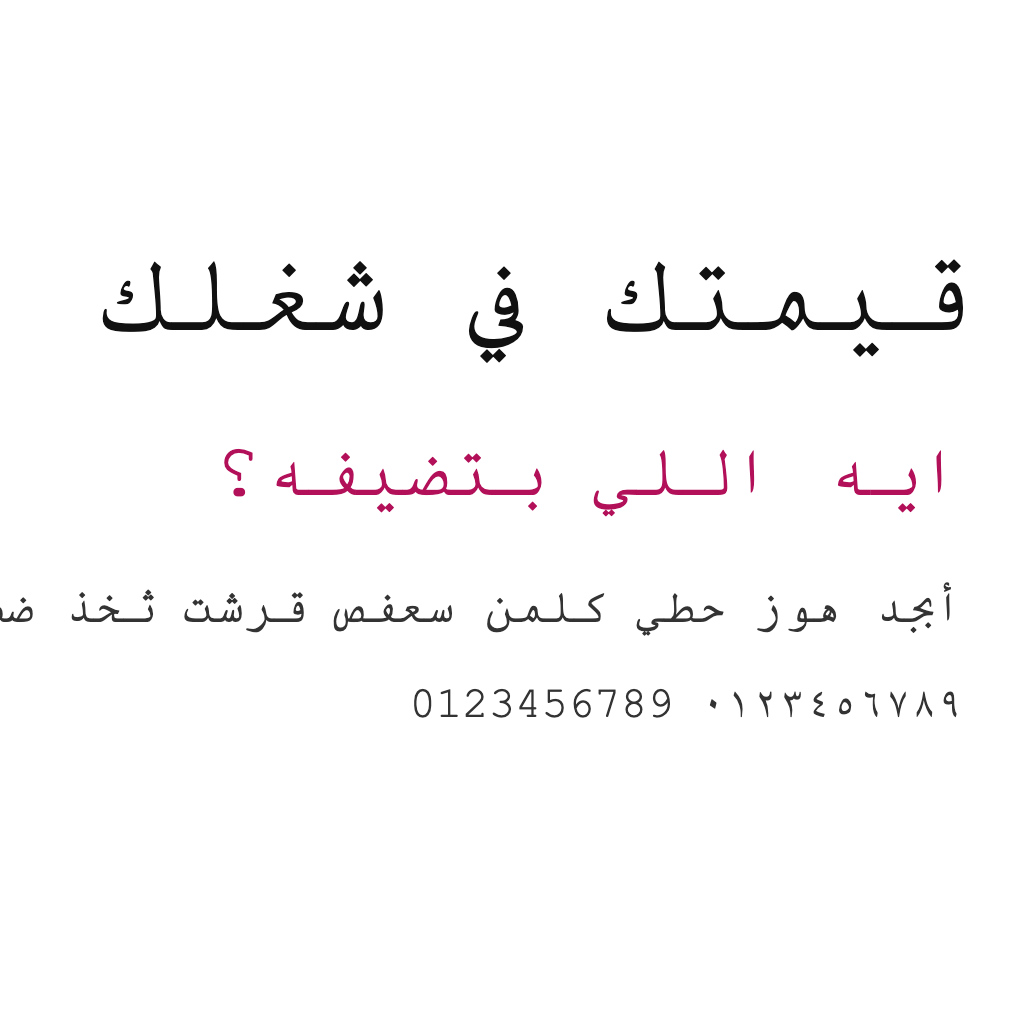 قيمتك في شغلك
ايه اللي بتضيفه؟
أبجد هوز حطي كلمن سعفص قرشت ثخذ
0123456789 ٠١٢٣٤٥٦٧٨٩